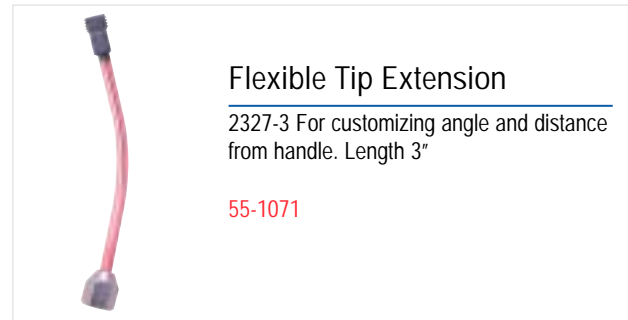 Flexible Tip Extension
2327-3 For customizing angle and distance
from handle. Length 3″
55-1071